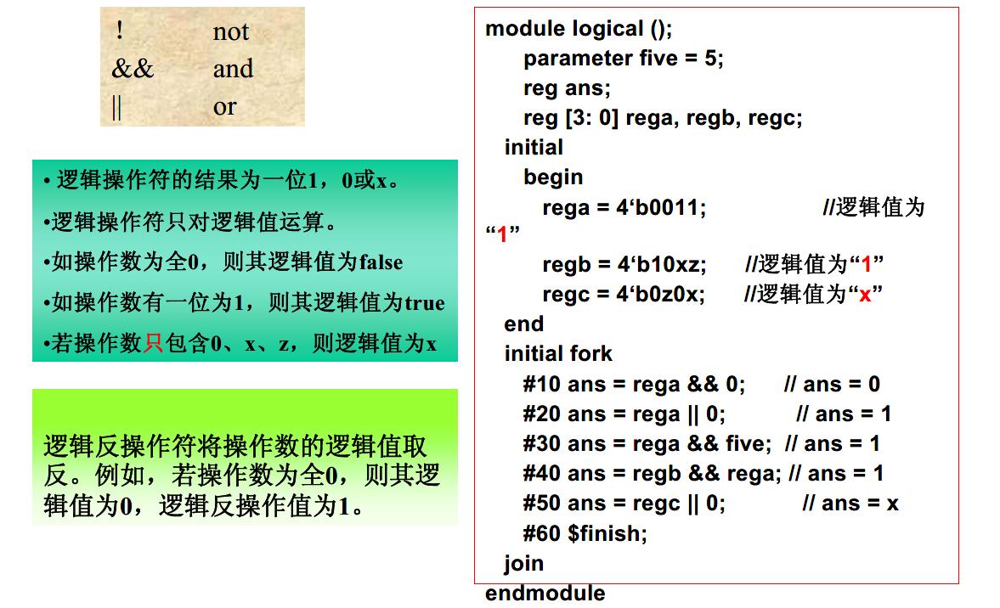 ! not
&& and
|| or
• 逻辑操作符的结果为一位1，0或x。
•逻辑操作符只对逻辑值运算。
•如操作数为全0，则其逻辑值为false
•如操作数有一位为1，则其逻辑值为true
•若操作数只包含0、x、z，则逻辑值为x
逻辑反操作符将操作数的逻辑值取
反。例如，若操作数为全0，则其逻
辑值为0，逻辑反操作值为1。
module logical ();
parameter five = 5;
reg ans;
reg [3: 0] rega, regb, regc;
initial
begin
rega = 4‘b0011; //逻辑值为
“1”
regb = 4‘b10xz; //逻辑值为“1”
regc = 4‘b0z0x; //逻辑值为“x”
end
initial fork
#10 ans = rega && 0; // ans = 0
#20 ans = rega || 0; // ans = 1
#30 ans = rega && five; // ans = 1
#40 ans = regb && rega; // ans = 1
#50 ans = regc || 0; // ans = x
#60 $finish;
join
endmodule